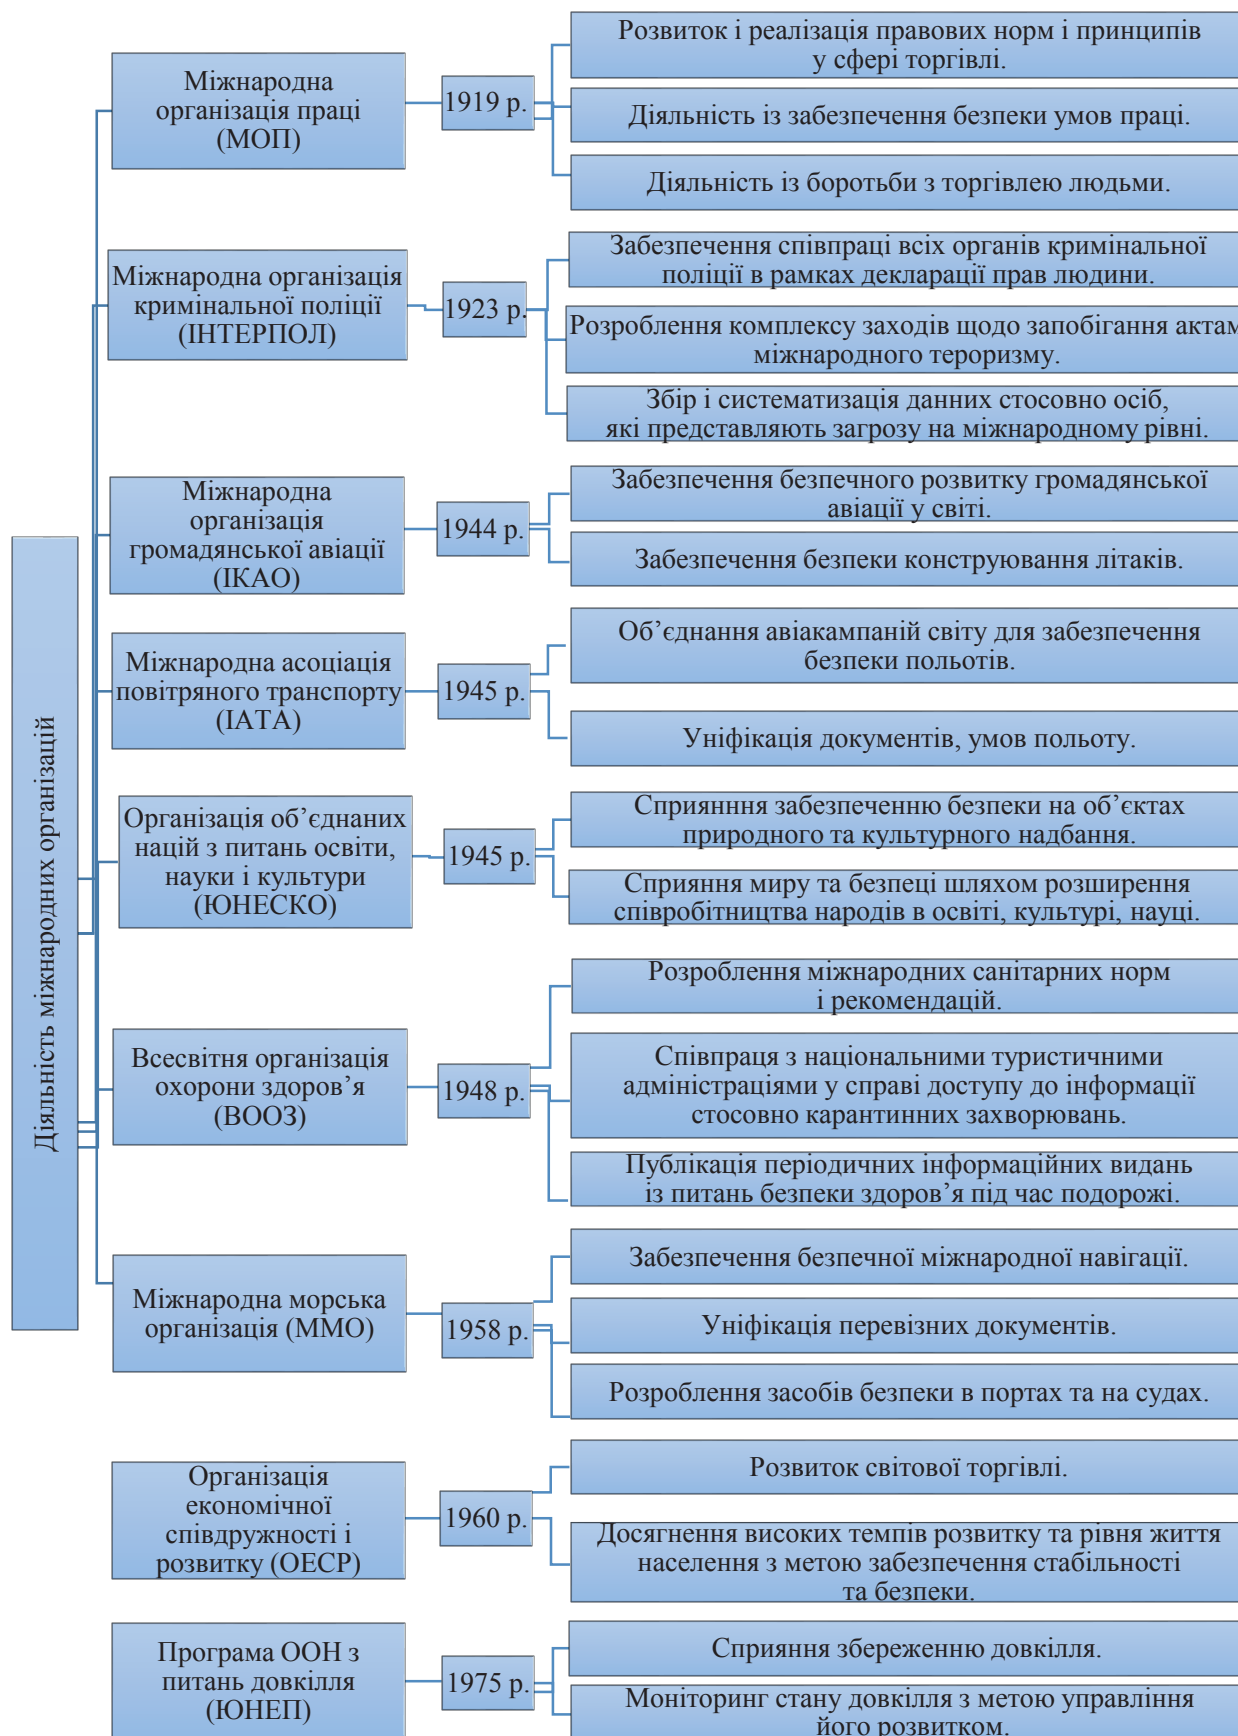 Діяльність міжнародних організацій
Міжнародна
організація праці
(МОП)
1919 р.
Розвиток і реалізація правових норм і принципів
у сфері торгівлі.
Діяльність із забезпечення безпеки умов праці.
Діяльність із боротьби з торгівлею людьми.
Міжнародна організація
кримінальної поліції
(ІНТЕРПОЛ)
1923 р.
Забезпечення співпраці всіх органів кримінальної
поліції в рамках декларації прав людини.
Розроблення комплексу заходів щодо запобігання актам
міжнародного тероризму.
Збір і систематизація данних стосовно осіб,
які представляють загрозу на міжнародному рівні.
Міжнародна
організація
громадянської авіації
(ІКАО)
1944 р.
Забезпечення безпечного розвитку громадянської
авіації у світі.
Забезпечення безпеки конструювання літаків.
Міжнародна асоціація
повітряного транспорту
(ІАТА)
1945 р.
Об’єднання авіакампаній світу для забезпечення
безпеки польотів.
Уніфікація документів, умов польоту.
Організація об’єднаних
націй з питань освіти,
науки і культури
(ЮНЕСКО)
1945 р.
Сприянння забезпеченню безпеки на об’єктах
природного та культурного надбання.
Сприяння миру та безпеці шляхом розширення
співробітництва народів в освіті, культурі, науці.
Всесвітня організація
охорони здоров’я
(ВООЗ)
1948 р.
Розроблення міжнародних санітарних норм
і рекомендацій.
Співпраця з національними туристичними
адміністраціями у справі доступу до інформації
стосовно карантинних захворювань.
Публікація періодичних інформаційних видань
із питань безпеки здоров’я під час подорожі.
Міжнародна морська
організація (ММО)
1958 р.
Забезпечення безпечної міжнародної навігації.
Уніфікація перевізних документів.
Розроблення засобів безпеки в портах та на судах.
Організація
економічної
співдружності і
розвитку (ОЕСР)
1960 р.
Розвиток світової торгівлі.
Досягнення високих темпів розвитку та рівня життя
населення з метою забезпечення стабільності
та безпеки.
Програма ООН з
питань довкілля
(ЮНЕП)
1975 р.
Сприяння збереженню довкілля.
Моніторинг стану довкілля з метою управління
його розвитком.